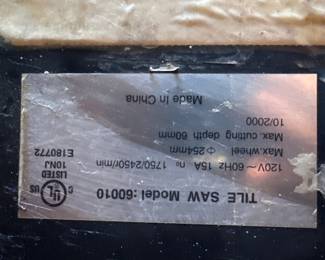 TILE SAW Model:60010
120V~60Hz 15A n₀ 1750/2450r/min
Max.wheel Φ254mm
Max. cutting depth 60mm
10/2000
Made in China
C UL US
LISTED
10NJ
E180772